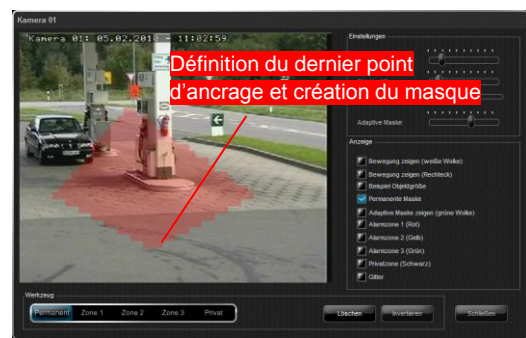 Kamera 01
Kamera 01: 05.02.2010 - 11:02:59
Définition du dernier point
d'ancrage et création du masque
Einstellungen
Adaptive Maske:
Anzeige
Bewegung zeigen (weiße Wolke)
Bewegung zeigen (Rechteck)
Beispiel Objektgröße
Permanente Maske
Adaptive Maske zeigen (grüne Wolke)
Alarmzone 1 (Rot)
Alarmzone 2 (Gelb)
Alarmzone 3 (Grün)
Privatzone (Schwarz)
Gitter
Werkzeug
Permanent Zone 1 Zone 2 Zone 3 Privat
Löschen Invertieren Schließen